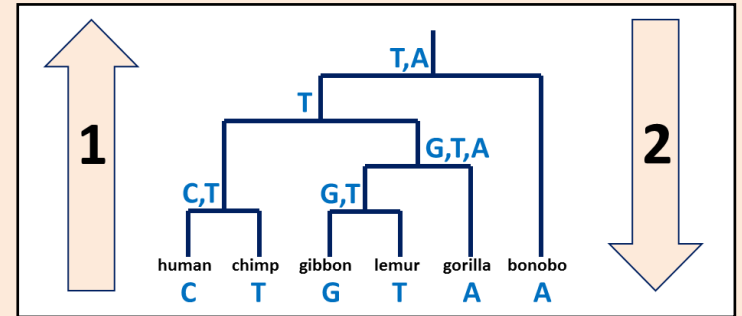 T,A
T
1
2
G,T,A
C,T
G,T
human chimp gibbon lemur gorilla bonobo
C T G T A A